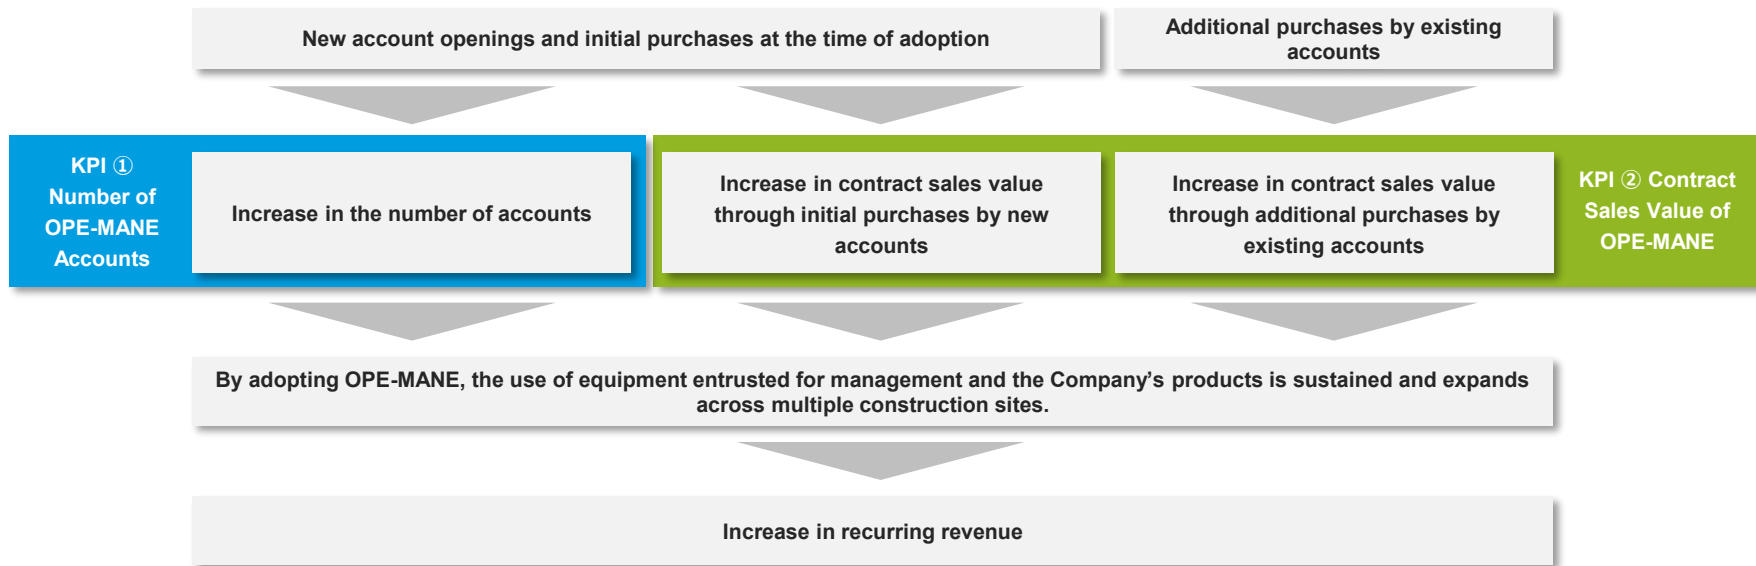 New account openings and initial purchases at the time of adoption
Additional purchases by existing
accounts
KPI ①
Number of
OPE-MANE
Accounts
Increase in the number of accounts
Increase in contract sales value
through initial purchases by new
accounts
Increase in contract sales value
through additional purchases by
existing accounts
KPI ② Contract
Sales Value of
OPE-MANE
By adopting OPE-MANE, the use of equipment entrusted for management and the Company’s products is sustained and expands
across multiple construction sites.
Increase in recurring revenue